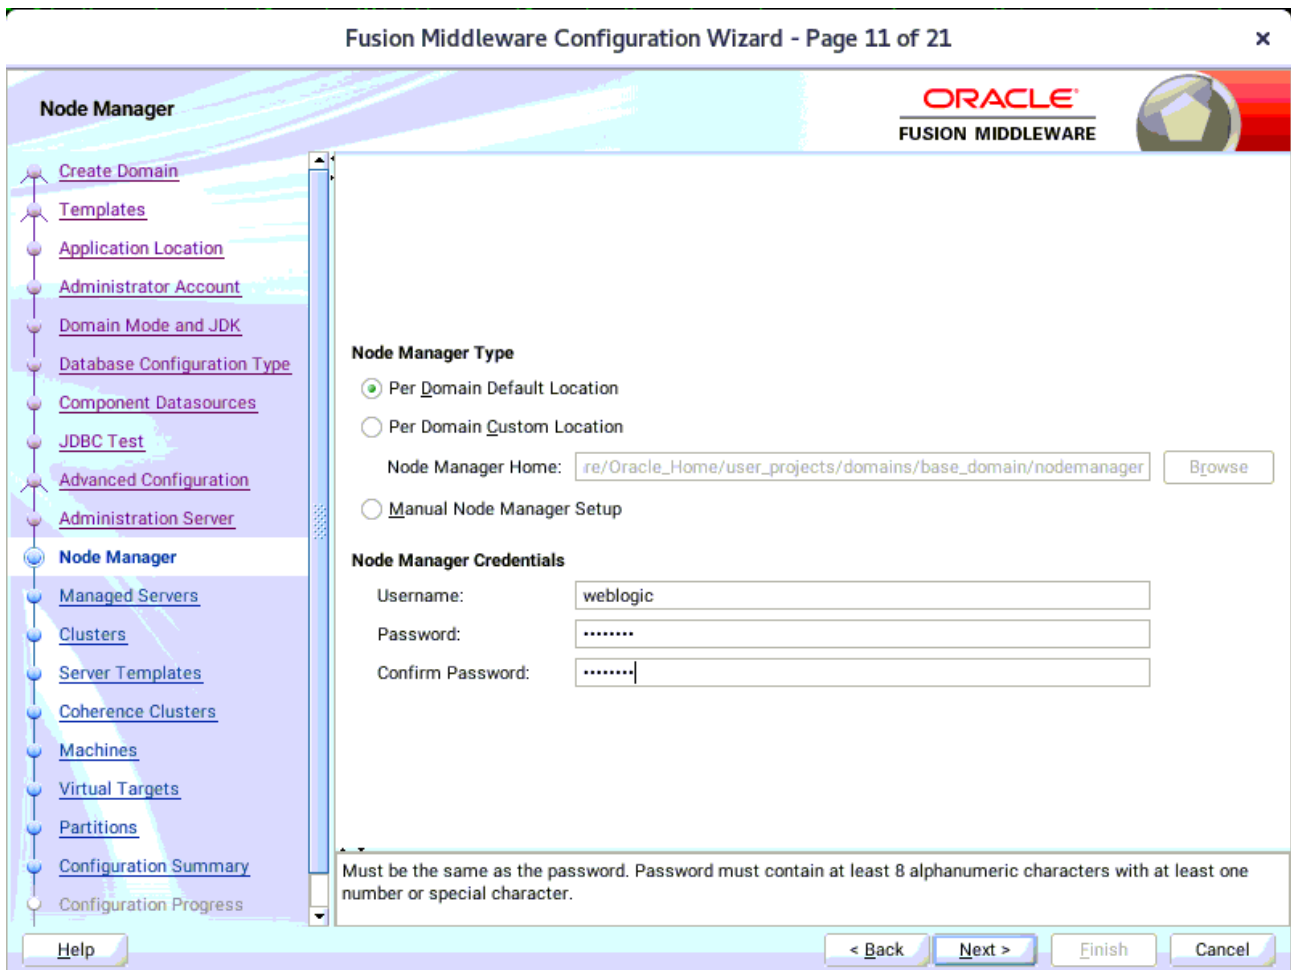 Fusion Middleware Configuration Wizard - Page 11 of 21
Node Manager
ORACLE
FUSION MIDDLEWARE
Create Domain
Templates
Application Location
Administrator Account
Domain Mode and JDK
Database Configuration Type
Component Datasources
JDBC Test
Advanced Configuration
Administration Server
Node Manager
Managed Servers
Clusters
Server Templates
Coherence Clusters
Machines
Virtual Targets
Partitions
Configuration Summary
Configuration Progress
Node Manager Type
Per Domain Default Location
Per Domain Custom Location
Node Manager Home: re/Oracle_Home/user_projects/domains/base_domain/nodemanager Browse
Manual Node Manager Setup
Node Manager Credentials
Username: weblogic
Password: ••••••••
Confirm Password: ••••••••
Must be the same as the password. Password must contain at least 8 alphanumeric characters with at least one
number or special character.
Help < Back Next > Finish Cancel